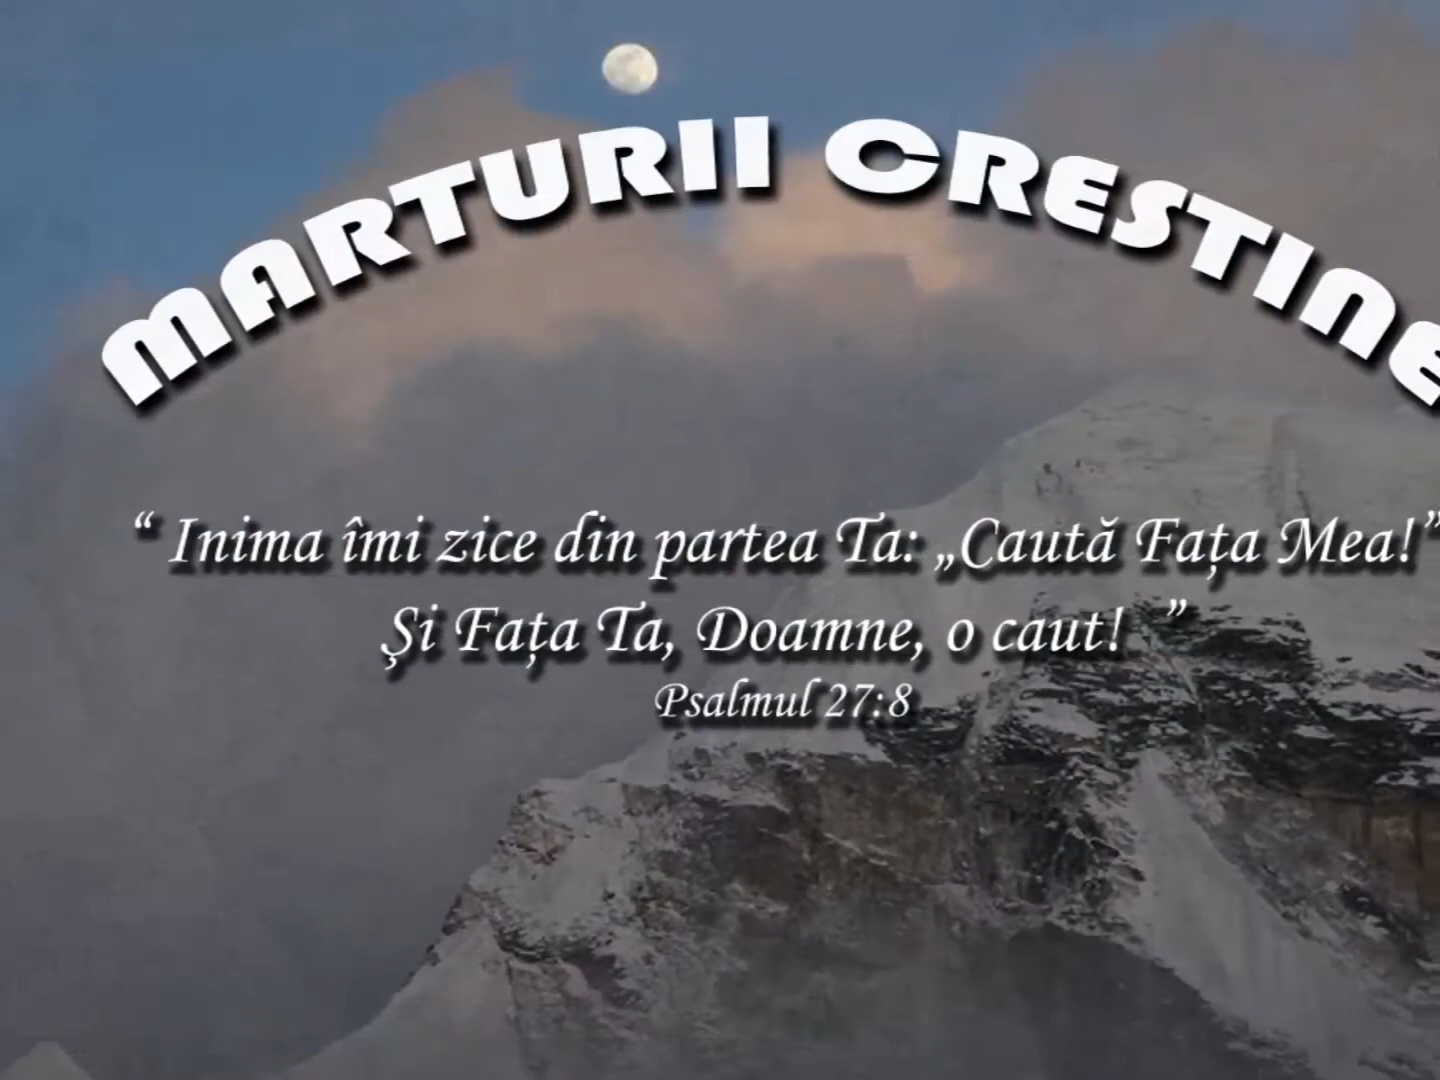 MARTURII CRESTINE
“ Inima îmi zice din partea Ta: „Caută Fața Mea!”
Şi Fața Ta, Doamne, o caut! ”
Psalmul 27:8